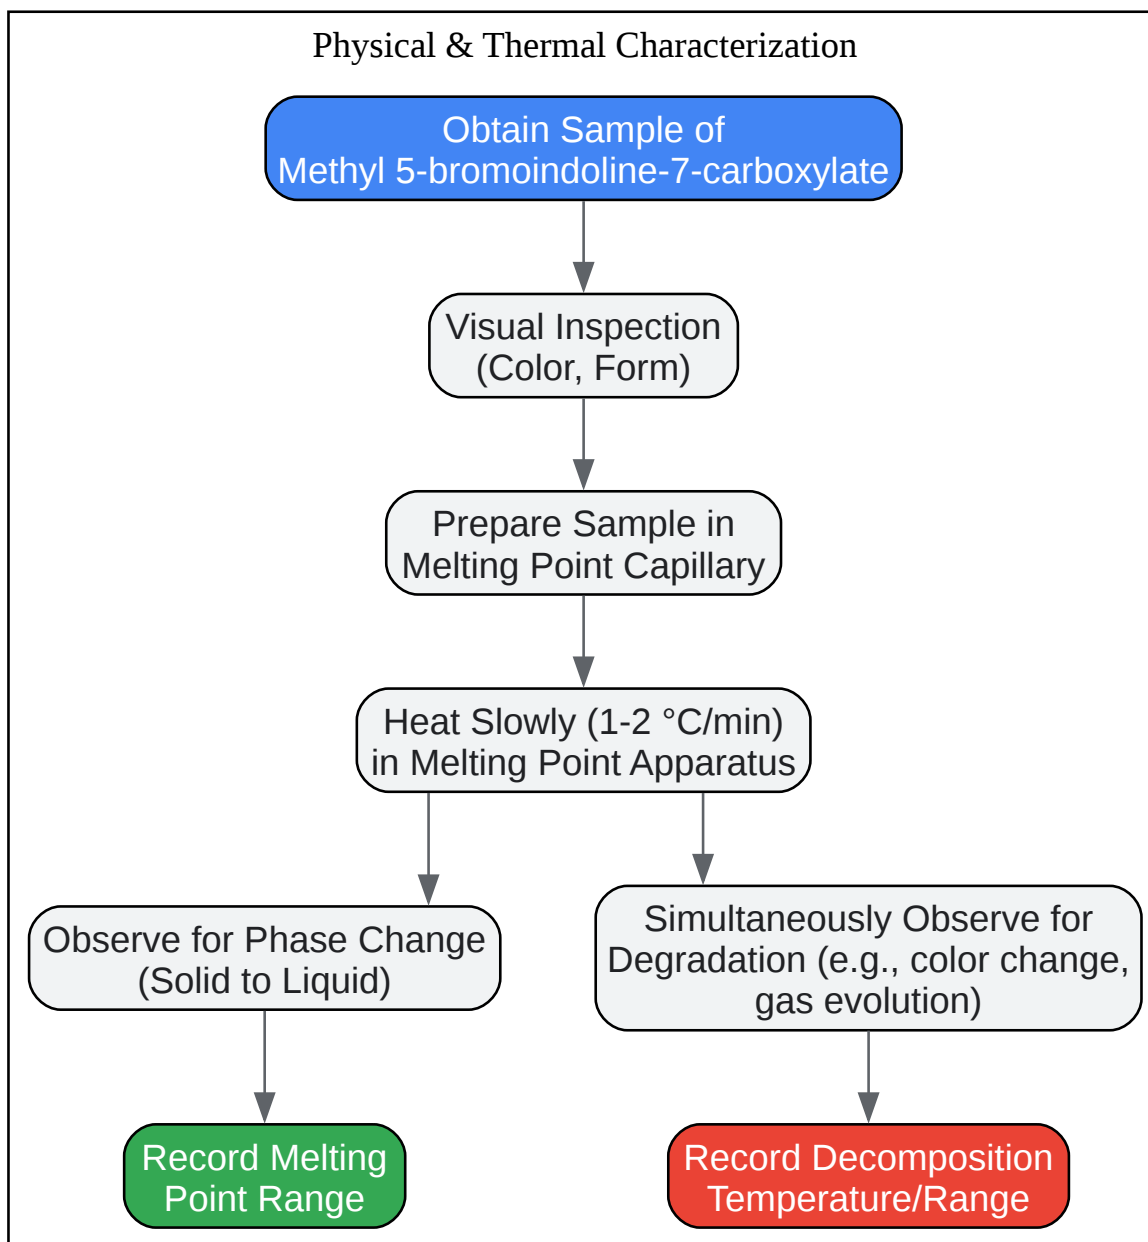 Physical & Thermal Characterization
Obtain Sample of
Methyl 5-bromoindoline-7-carboxylate
Visual Inspection
(Color, Form)
Prepare Sample in
Melting Point Capillary
Heat Slowly (1-2 °C/min)
in Melting Point Apparatus
Observe for Phase Change
(Solid to Liquid)
Simultaneously Observe for
Degradation (e.g., color change,
gas evolution)
Record Melting
Point Range
Record Decomposition
Temperature/Range